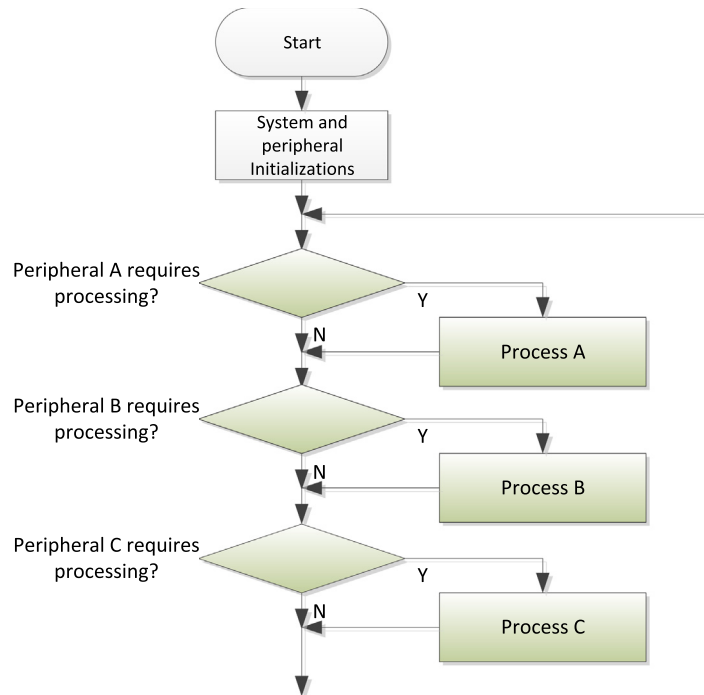 Start
System and
peripheral
Initializations
Peripheral A requires
processing?
Y
N
Process A
Peripheral B requires
processing?
Y
N
Process B
Peripheral C requires
processing?
Y
N
Process C